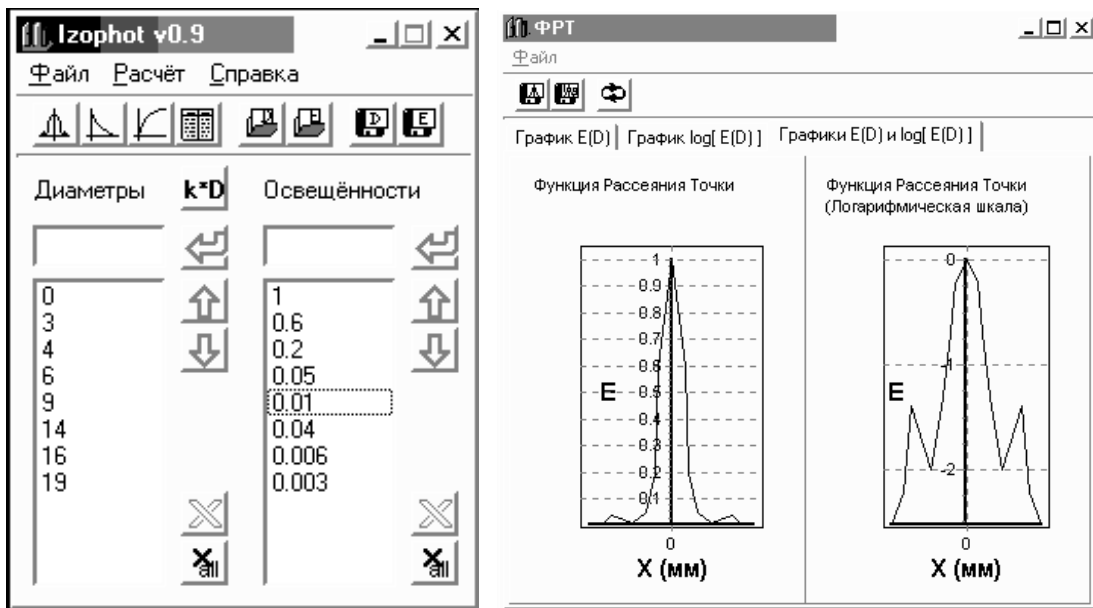 Izophot v0.9
Файл Расчёт Справка
D E
Диаметры k*D Освещённости
0 1
3 0.6
4 0.2
6 0.05
9 0.01
14 0.04
16 0.006
19 0.003
all all
ФРТ
Файл
График E(D) График log[ E(D) ] Графики E(D) и log[ E(D) ]
Функция Рассеяния Точки
1
0.9
0.8
0.7
0.6
E 0.5
0.4
0.3
0.2
0.1
0
X (мм)
Функция Рассеяния Точки
(Логарифмическая шкала)
0
-1
E
-2
0
X (мм)